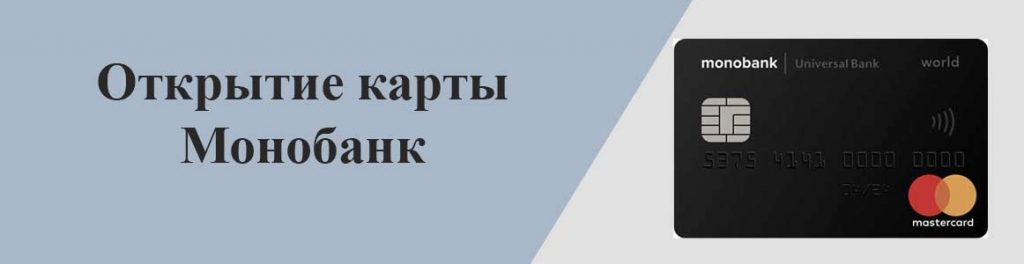 Открытие карты
Монобанк
monobank | Universal Bank world
5375 4141 0000 0000
mastercard